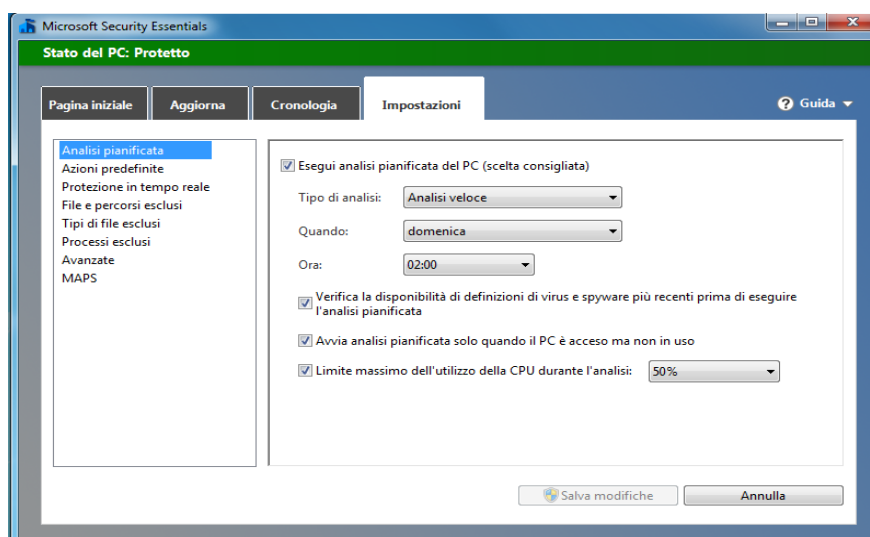 Microsoft Security Essentials
Stato del PC: Protetto
Pagina iniziale
Aggiorna
Cronologia
Impostazioni
Guida
Analisi pianificata
Azioni predefinite
Protezione in tempo reale
File e percorsi esclusi
Tipi di file esclusi
Processi esclusi
Avanzate
MAPS
Esegui analisi pianificata del PC (scelta consigliata)
Tipo di analisi: Analisi veloce
Quando: domenica
Ora: 02:00
Verifica la disponibilità di definizioni di virus e spyware più recenti prima di eseguire
l'analisi pianificata
Avvia analisi pianificata solo quando il PC è acceso ma non in uso
Limite massimo dell'utilizzo della CPU durante l'analisi: 50%
Salva modifiche
Annulla